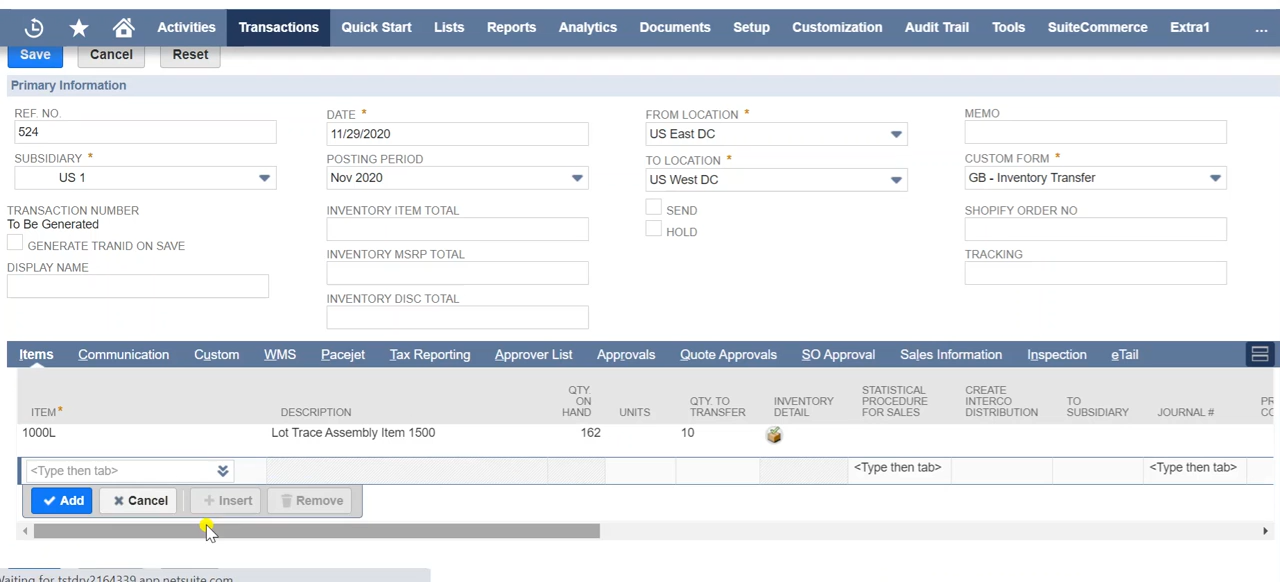 Activities Transactions Quick Start Lists Reports Analytics Documents Setup Customization Audit Trail Tools SuiteCommerce Extra1 ...
Save Cancel Reset
Primary Information
REF. NO.
524
SUBSIDIARY *
US 1
TRANSACTION NUMBER
To Be Generated
GENERATE TRANID ON SAVE
DISPLAY NAME
DATE *
11/29/2020
POSTING PERIOD
Nov 2020
INVENTORY ITEM TOTAL
INVENTORY MSRP TOTAL
INVENTORY DISC TOTAL
FROM LOCATION *
US East DC
TO LOCATION *
US West DC
SEND
HOLD
MEMO
CUSTOM FORM *
GB - Inventory Transfer
SHOPIFY ORDER NO
TRACKING
Items Communication Custom WMS Pacejet Tax Reporting Approver List Approvals Quote Approvals SO Approval Sales Information Inspection eTail
ITEM * DESCRIPTION QTY. ON HAND UNITS QTY. TO TRANSFER INVENTORY DETAIL STATISTICAL PROCEDURE FOR SALES CREATE INTERCO DISTRIBUTION TO SUBSIDIARY JOURNAL #
1000L Lot Trace Assembly Item 1500 162 10
<Type then tab> <Type then tab> <Type then tab>
Add Cancel Insert Remove
Waiting for tstdrv2164339.app.netsuite.com